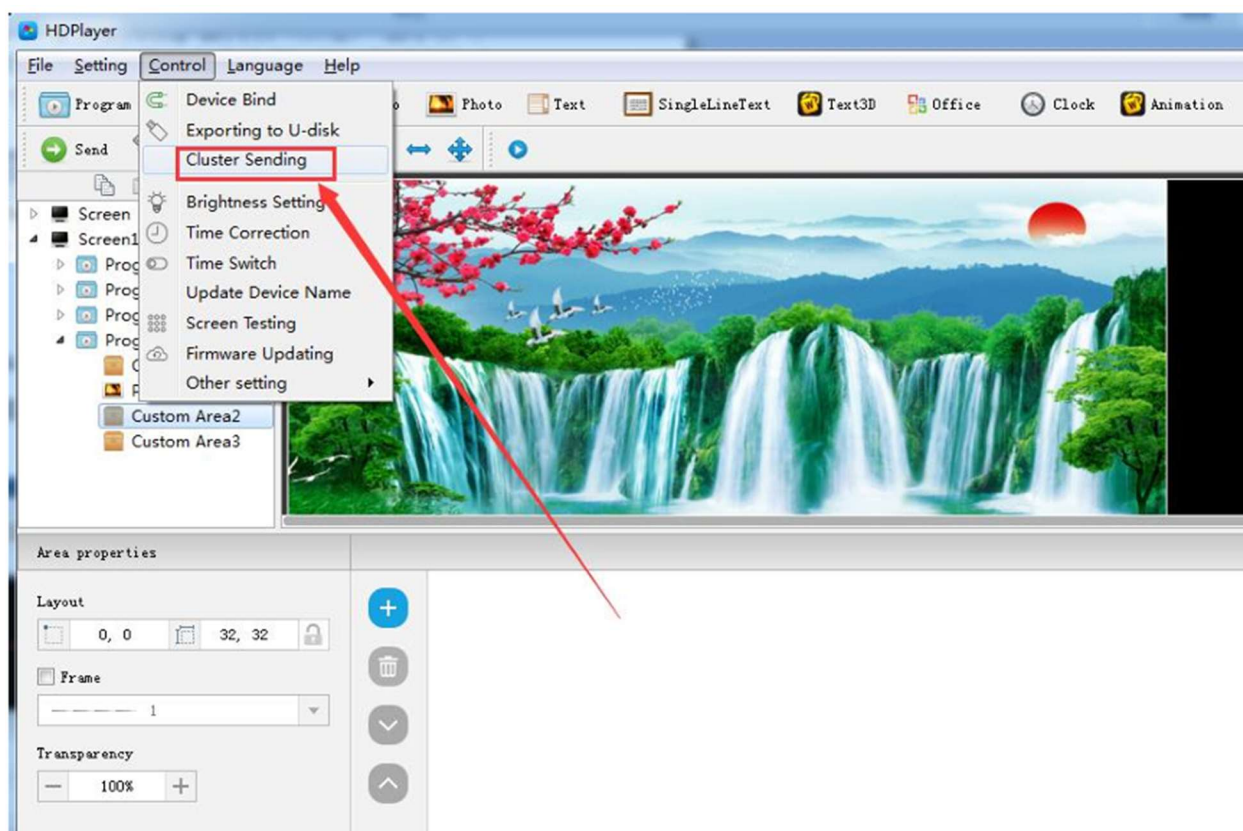 HDPlayer
File Setting Control Language Help
Program Photo Text SingleLineText Text3D Office Clock Animation
Send
Device Bind
Exporting to U-disk
Cluster Sending
Brightness Setting
Time Correction
Time Switch
Update Device Name
Screen Testing
Firmware Updating
Other setting
Screen
Screen1
Custom Area2
Custom Area3
Area properties
Layout
0, 0 32, 32
Frame
1
Transparency
100%